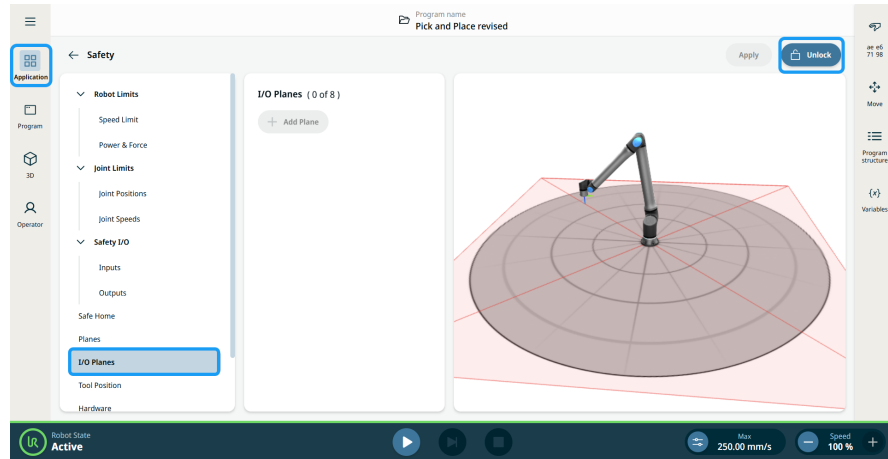 Program name
Pick and Place revised
Safety
Apply
Unlock
Application
Program
3D
Operator
Robot Limits
Speed Limit
Power & Force
Joint Limits
Joint Positions
Joint Speeds
Safety I/O
Inputs
Outputs
Safe Home
Planes
I/O Planes
Tool Position
Hardware
I/O Planes ( 0 of 8 )
+ Add Plane
ae e6
71 98
Move
Program
structure
{x}
Variables
UR
Robot State
Active
Max
250.00 mm/s
Speed
100 %